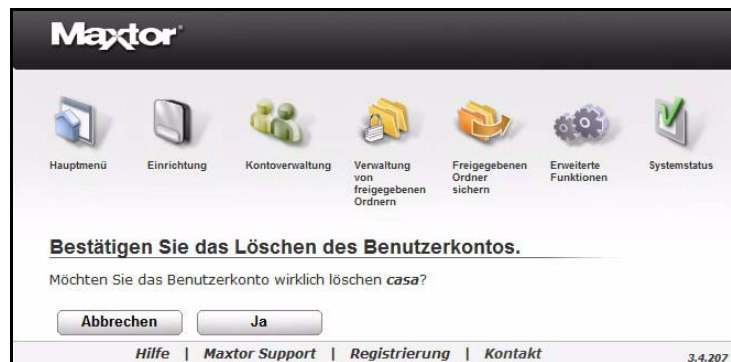 Maxtor
Hauptmenü
Einrichtung
Kontoverwaltung
Verwaltung
von
freigegebenen
Ordnern
Freigegebenen
Ordner
sichern
Erweiterte
Funktionen
Systemstatus
Bestätigen Sie das Löschen des Benutzerkontos.
Möchten Sie das Benutzerkonto wirklich löschen casa?
Abbrechen
Ja
Hilfe | Maxtor Support | Registrierung | Kontakt
3.4.207